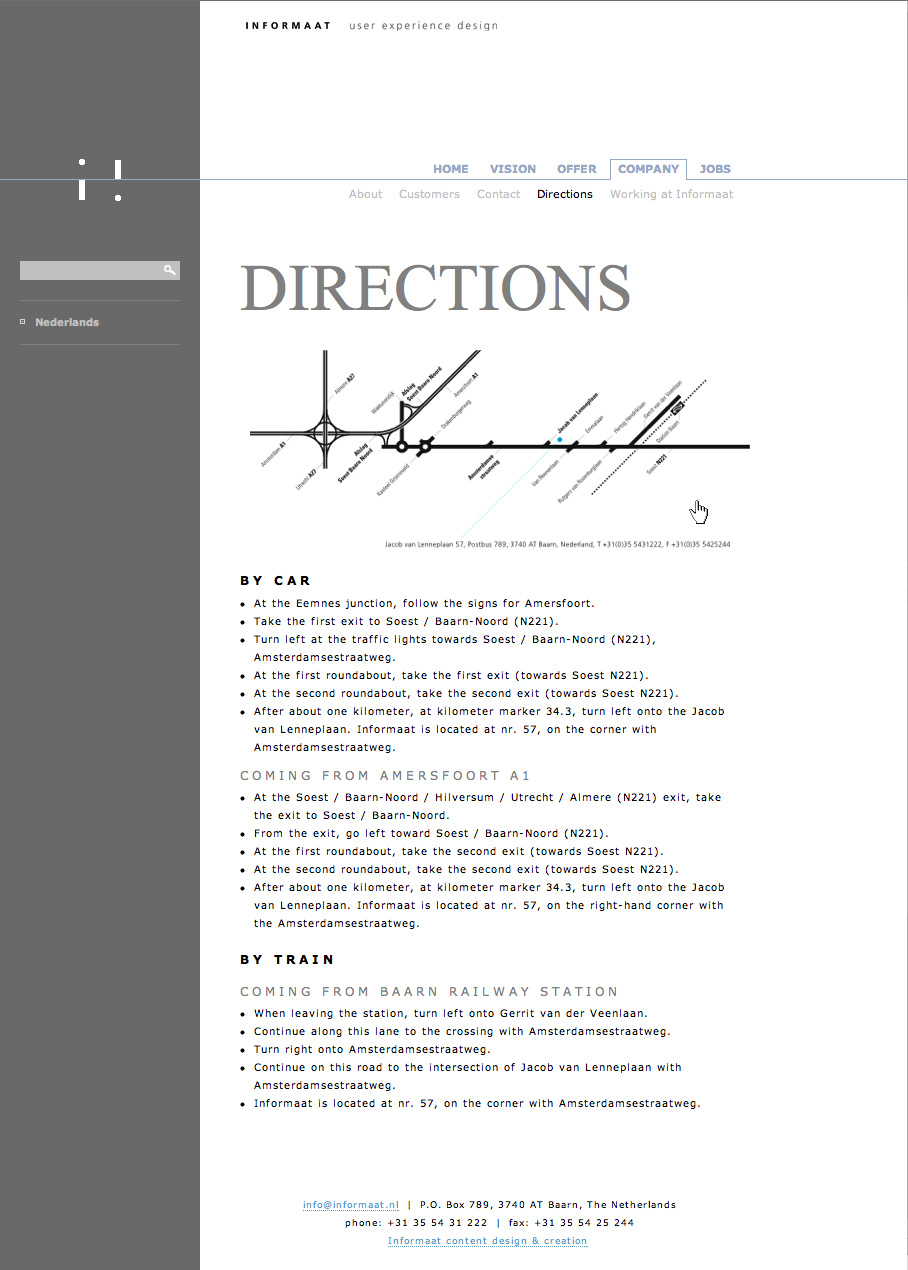 INFORMAAT user experience design
HOME VISION OFFER COMPANY JOBS
About Customers Contact Directions Working at Informaat
Nederlands
DIRECTIONS
Almere A27
Wakkerendijk
Afslag
Soest Baarn Noord
Amersfoort A1
Drakenburgerweg
Jacob van Lenneplaan
Emmalaan
Hertog Hendriklaan
Gerrit van der Veenlaan
Amsterdam A1
Utrecht A27
Afslag
Soest Baarn Noord
Kasteel Groeneveld
Amsterdamse
straatweg
Van Reenenlaan
Rutgers van Rozenburglaan
Soest N221
Station Baarn
Jacob van Lenneplaan 57, Postbus 789, 3740 AT Baarn, Nederland, T +31(0)35 5431222, F +31(0)35 5425244
BY CAR
At the Eemnes junction, follow the signs for Amersfoort.
Take the first exit to Soest / Baarn-Noord (N221).
Turn left at the traffic lights towards Soest / Baarn-Noord (N221),
Amsterdamsestraatweg.
At the first roundabout, take the first exit (towards Soest N221).
At the second roundabout, take the second exit (towards Soest N221).
After about one kilometer, at kilometer marker 34.3, turn left onto the Jacob
van Lenneplaan. Informaat is located at nr. 57, on the corner with
Amsterdamsestraatweg.
COMING FROM AMERSFOORT A1
At the Soest / Baarn-Noord / Hilversum / Utrecht / Almere (N221) exit, take
the exit to Soest / Baarn-Noord.
From the exit, go left toward Soest / Baarn-Noord (N221).
At the first roundabout, take the second exit (towards Soest N221).
At the second roundabout, take the second exit (towards Soest N221).
After about one kilometer, at kilometer marker 34.3, turn left onto the Jacob
van Lenneplaan. Informaat is located at nr. 57, on the right-hand corner with
the Amsterdamsestraatweg.
BY TRAIN
COMING FROM BAARN RAILWAY STATION
When leaving the station, turn left onto Gerrit van der Veenlaan.
Continue along this lane to the crossing with Amsterdamsestraatweg.
Turn right onto Amsterdamsestraatweg.
Continue on this road to the intersection of Jacob van Lenneplaan with
Amsterdamsestraatweg.
Informaat is located at nr. 57, on the corner with Amsterdamsestraatweg.
info@informaat.nl | P.O. Box 789, 3740 AT Baarn, The Netherlands
phone: +31 35 54 31 222 | fax: +31 35 54 25 244
Informaat content design & creation